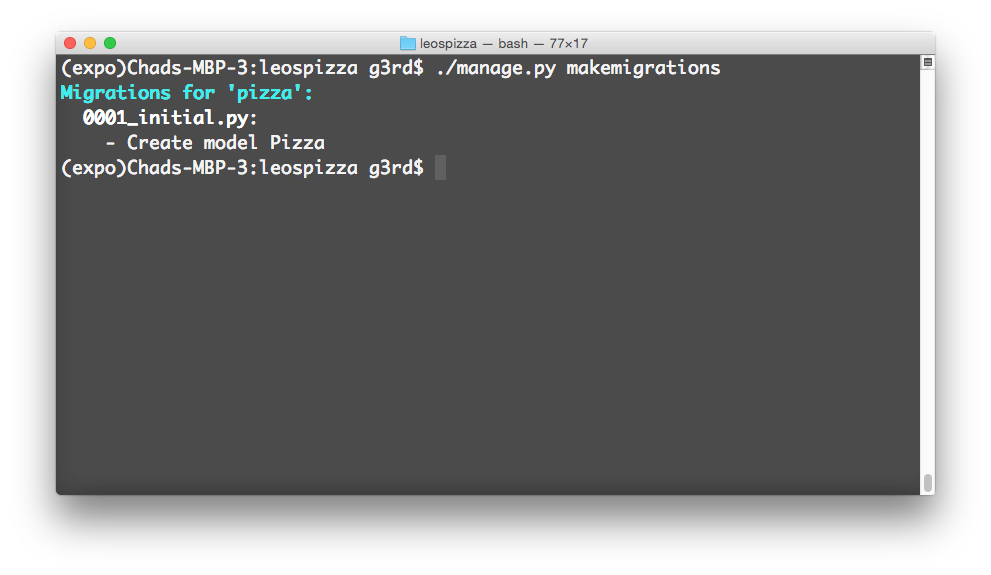 leospizza — bash — 77×17
(expo)Chads-MBP-3:leospizza g3rd$ ./manage.py makemigrations
Migrations for 'pizza':
  0001_initial.py:
    - Create model Pizza
(expo)Chads-MBP-3:leospizza g3rd$